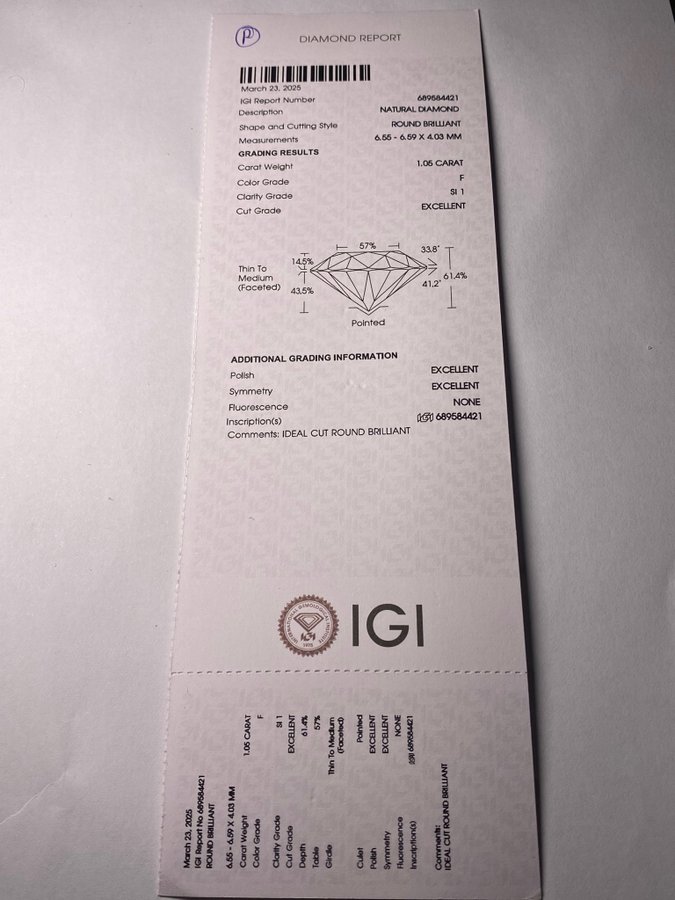 P
DIAMOND REPORT
March 23, 2025
IGI Report Number 689584421
Description NATURAL DIAMOND
Shape and Cutting Style ROUND BRILLIANT
Measurements 6.55 - 6.59 X 4.03 MM
GRADING RESULTS
Carat Weight 1.05 CARAT
Color Grade F
Clarity Grade SI 1
Cut Grade EXCELLENT
57%
33.8°
14.5%
Thin To
Medium
(Faceted)
61.4%
43.5%
41.2°
Pointed
ADDITIONAL GRADING INFORMATION
Polish EXCELLENT
Symmetry EXCELLENT
Fluorescence NONE
Inscription(s) IGI 689584421
Comments: IDEAL CUT ROUND BRILLIANT
INTERNATIONAL GEMOLOGICAL INSTITUTE
IGI
1975
IGI
March 23, 2025
IGI Report No 689584421
ROUND BRILLIANT
6.55 - 6.59 X 4.03 MM
Carat Weight 1.05 CARAT
Color Grade F
Clarity Grade SI 1
Cut Grade EXCELLENT
Depth 61.4%
Table 57%
Girdle Thin To Medium
(Faceted)
Culet Pointed
Polish EXCELLENT
Symmetry EXCELLENT
Fluorescence NONE
Inscription(s) IGI 689584421
Comments:
IDEAL CUT ROUND BRILLIANT